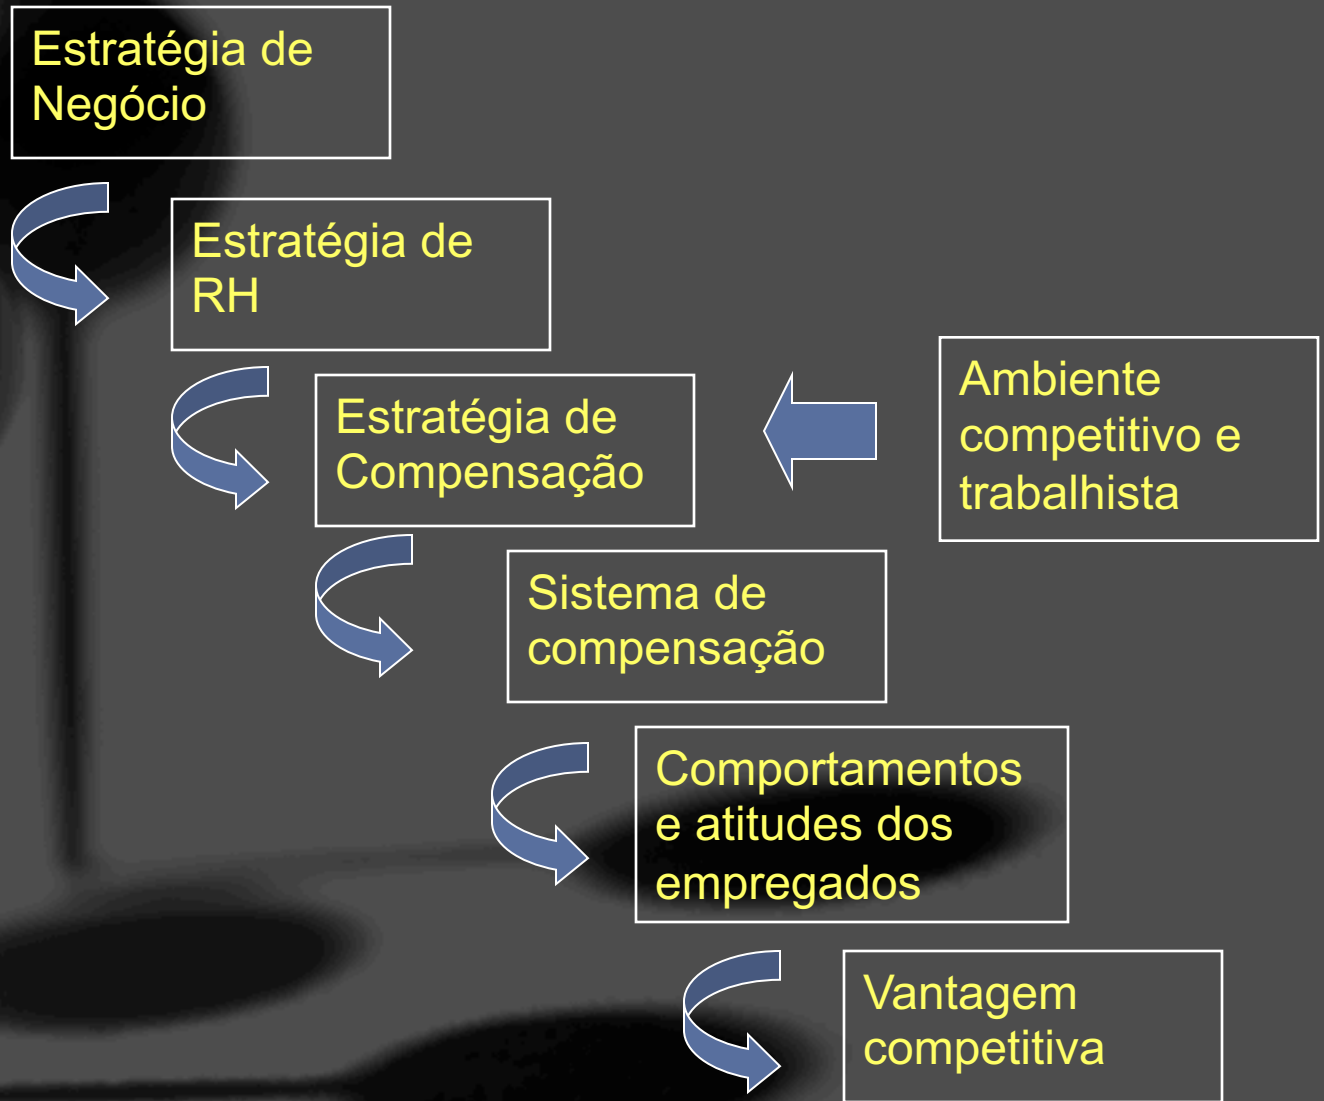 Estratégia de
Negócio
Estratégia de
RH
Estratégia de
Compensação
Ambiente
competitivo e
trabalhista
Sistema de
compensação
Comportamentos
e atitudes dos
empregados
Vantagem
competitiva